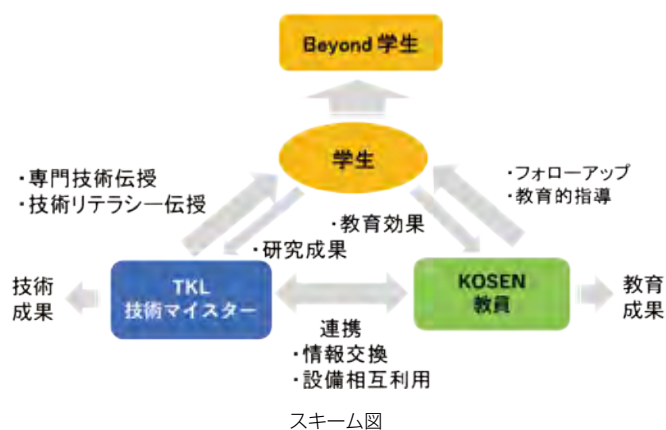 Beyond 学生
学生
・専門技術伝授
・技術リテラシー伝授
・フォローアップ
・教育的指導
・教育効果
・研究成果
技術
成果
TKL
技術マイスター
KOSEN
教員
教育
成果
連携
・情報交換
・設備相互利用
スキーム図